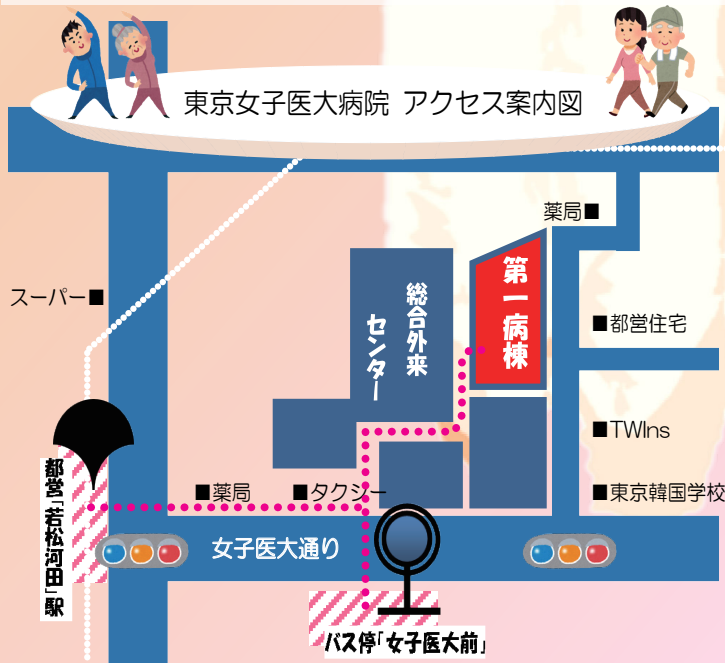 東京女子医大病院 アクセス案内図
薬局■
スーパー■
総合外来
センター
第一病棟
■都営住宅
■TWIns
■薬局
■タクシー
■東京韓国学校
都営「若松河田」駅
女子医大通り
バス停「女子医大前」